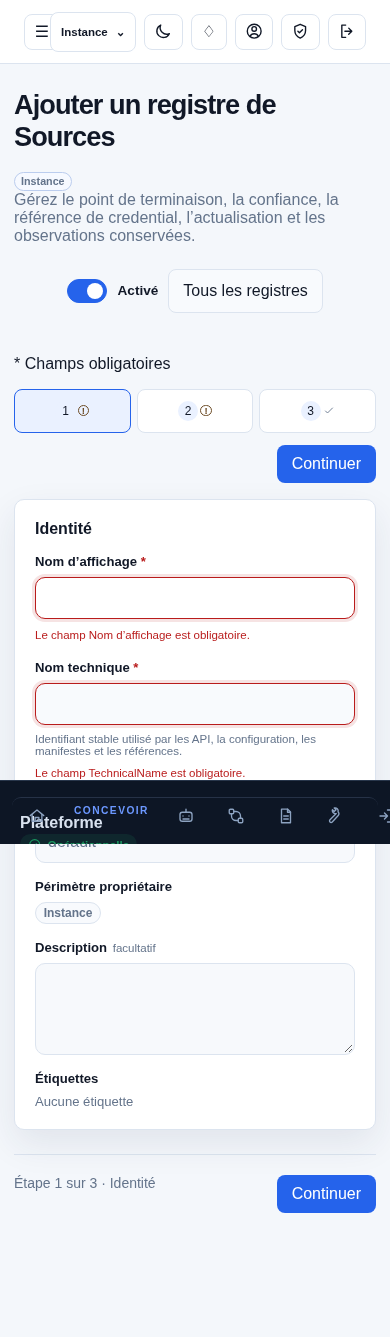 Instance
Ajouter un registre de
Sources
Instance
Gérez le point de terminaison, la confiance, la
référence de credential, l’actualisation et les
observations conservées.
Activé
Tous les registres
* Champs obligatoires
1
2
3
Continuer
Identité
Nom d’affichage *
Le champ Nom d’affichage est obligatoire.
Nom technique *
Identifiant stable utilisé par les API, la configuration, les
manifestes et les références.
Le champ TechnicalName est obligatoire.
CONCEVOIR
Plateforme
default
Périmètre propriétaire
Instance
Description facultatif
Étiquettes
Aucune étiquette
Étape 1 sur 3 · Identité
Continuer